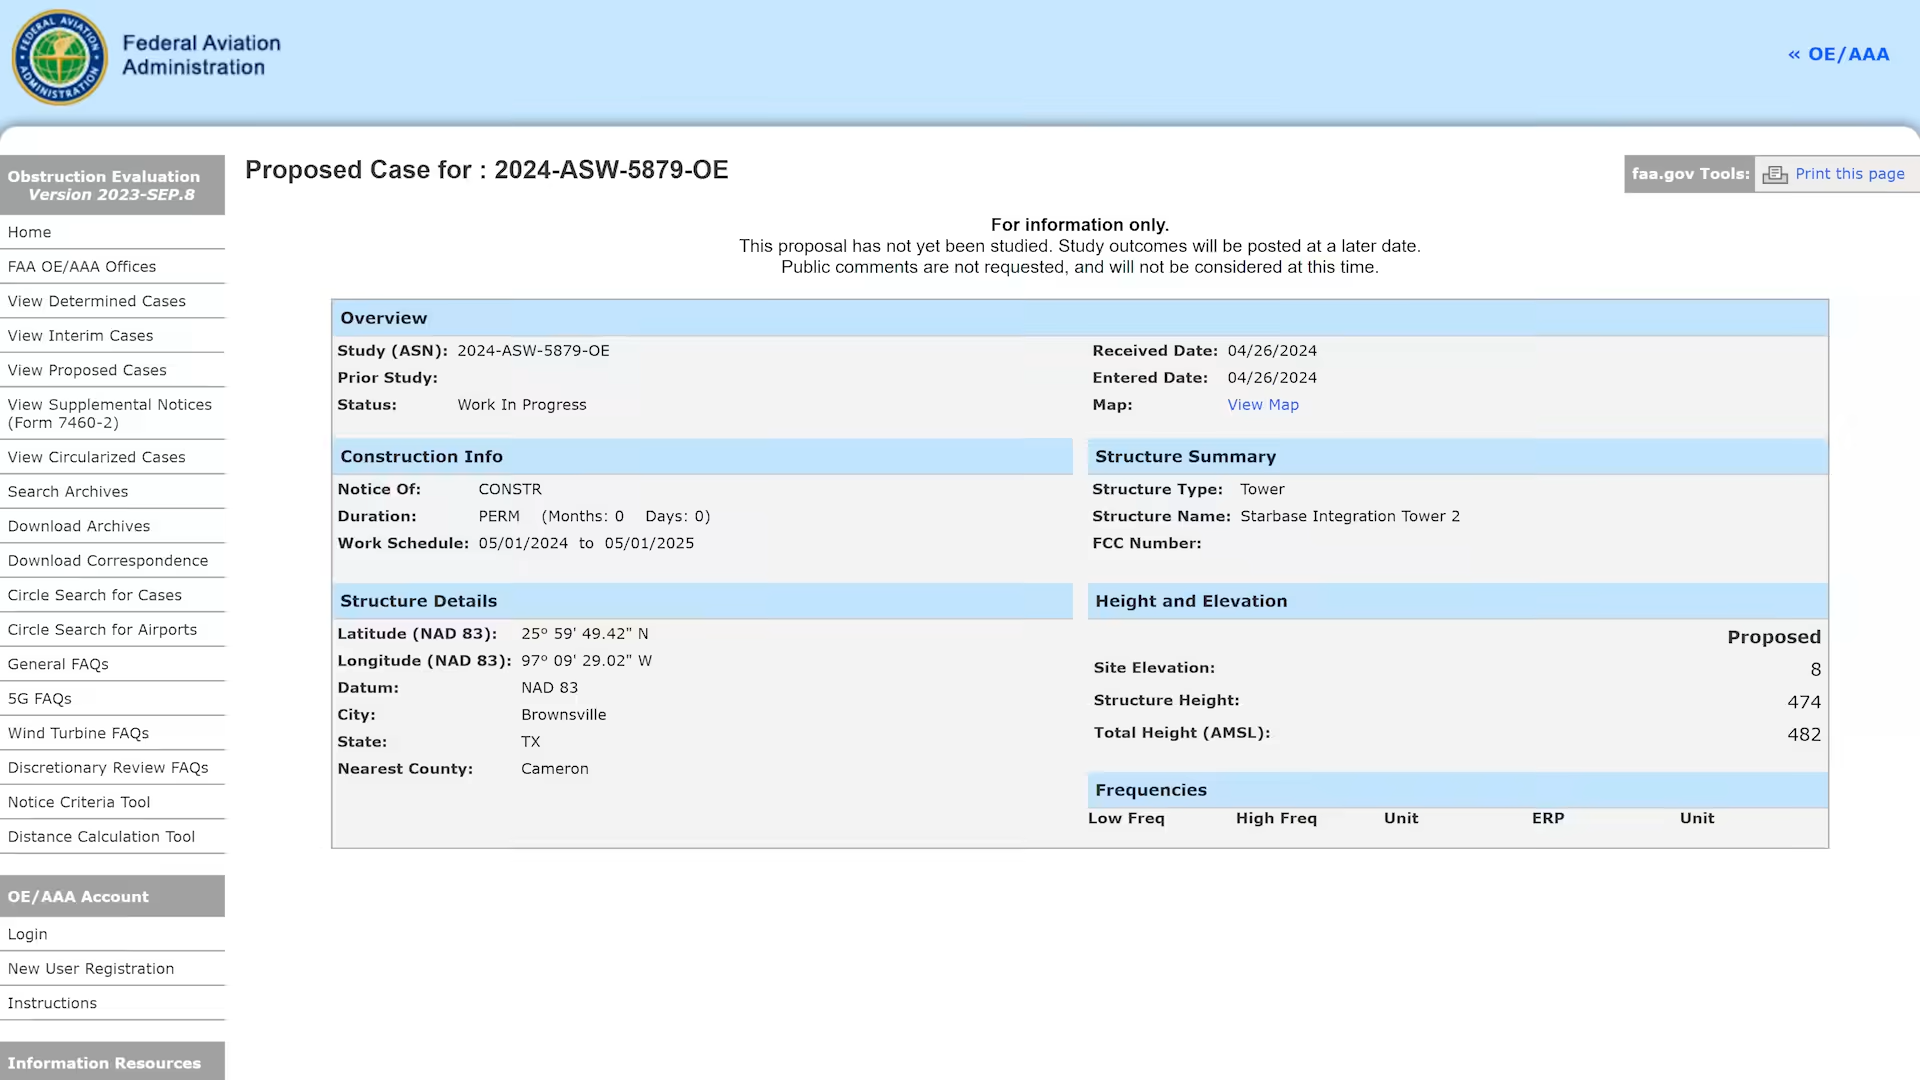 Federal Aviation
Administration
« OE/AAA
Obstruction Evaluation
Version 2023-SEP.8
Home
FAA OE/AAA Offices
View Determined Cases
View Interim Cases
View Proposed Cases
View Supplemental Notices
(Form 7460-2)
View Circularized Cases
Search Archives
Download Archives
Download Correspondence
Circle Search for Cases
Circle Search for Airports
General FAQs
5G FAQs
Wind Turbine FAQs
Discretionary Review FAQs
Notice Criteria Tool
Distance Calculation Tool
OE/AAA Account
Login
New User Registration
Instructions
Information Resources
Proposed Case for : 2024-ASW-5879-OE
faa.gov Tools: Print this page
For information only.
This proposal has not yet been studied. Study outcomes will be posted at a later date.
Public comments are not requested, and will not be considered at this time.
Overview
Study (ASN): 2024-ASW-5879-OE
Prior Study:
Status: Work In Progress
Received Date: 04/26/2024
Entered Date: 04/26/2024
Map: View Map
Construction Info
Notice Of: CONSTR
Duration: PERM (Months: 0 Days: 0)
Work Schedule: 05/01/2024 to 05/01/2025
Structure Summary
Structure Type: Tower
Structure Name: Starbase Integration Tower 2
FCC Number:
Structure Details
Latitude (NAD 83): 25º 59' 49.42" N
Longitude (NAD 83): 97º 09' 29.02" W
Datum: NAD 83
City: Brownsville
State: TX
Nearest County: Cameron
Height and Elevation
Proposed
Site Elevation: 8
Structure Height: 474
Total Height (AMSL): 482
Frequencies
Low Freq High Freq Unit ERP Unit
FEDERAL AVIATION
ADMINISTRATION